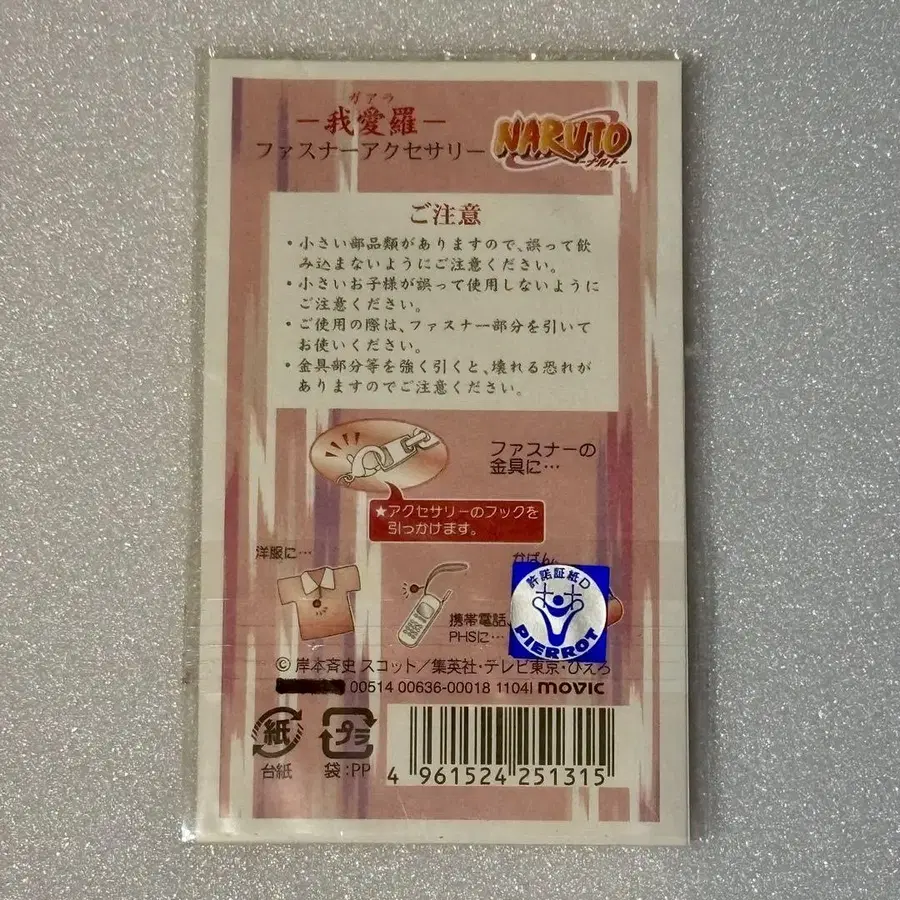 ガアラ
－我愛羅－
ファスナーアクセサリー
NARUTO
-ナルト-
ご注意
・小さい部品類がありますので、誤って飲
み込まないようにご注意ください。
・小さいお子様が誤って使用しないように
ご注意ください。
・ご使用の際は、ファスナー部分を引いて
お使いください。
・金具部分等を強く引くと、壊れる恐れが
ありますのでご注意ください。
ファスナーの
金具に…
★アクセサリーのフックを
引っかけます。
洋服に…
携帯電話、
PHSに…
かばん
許諾証紙D
PIERROT
© 岸本斉史 スコット／集英社・テレビ東京・ぴえろ
00514 00636-00018 1104I movic
紙
台紙
プラ
袋:PP
4 961524 251315